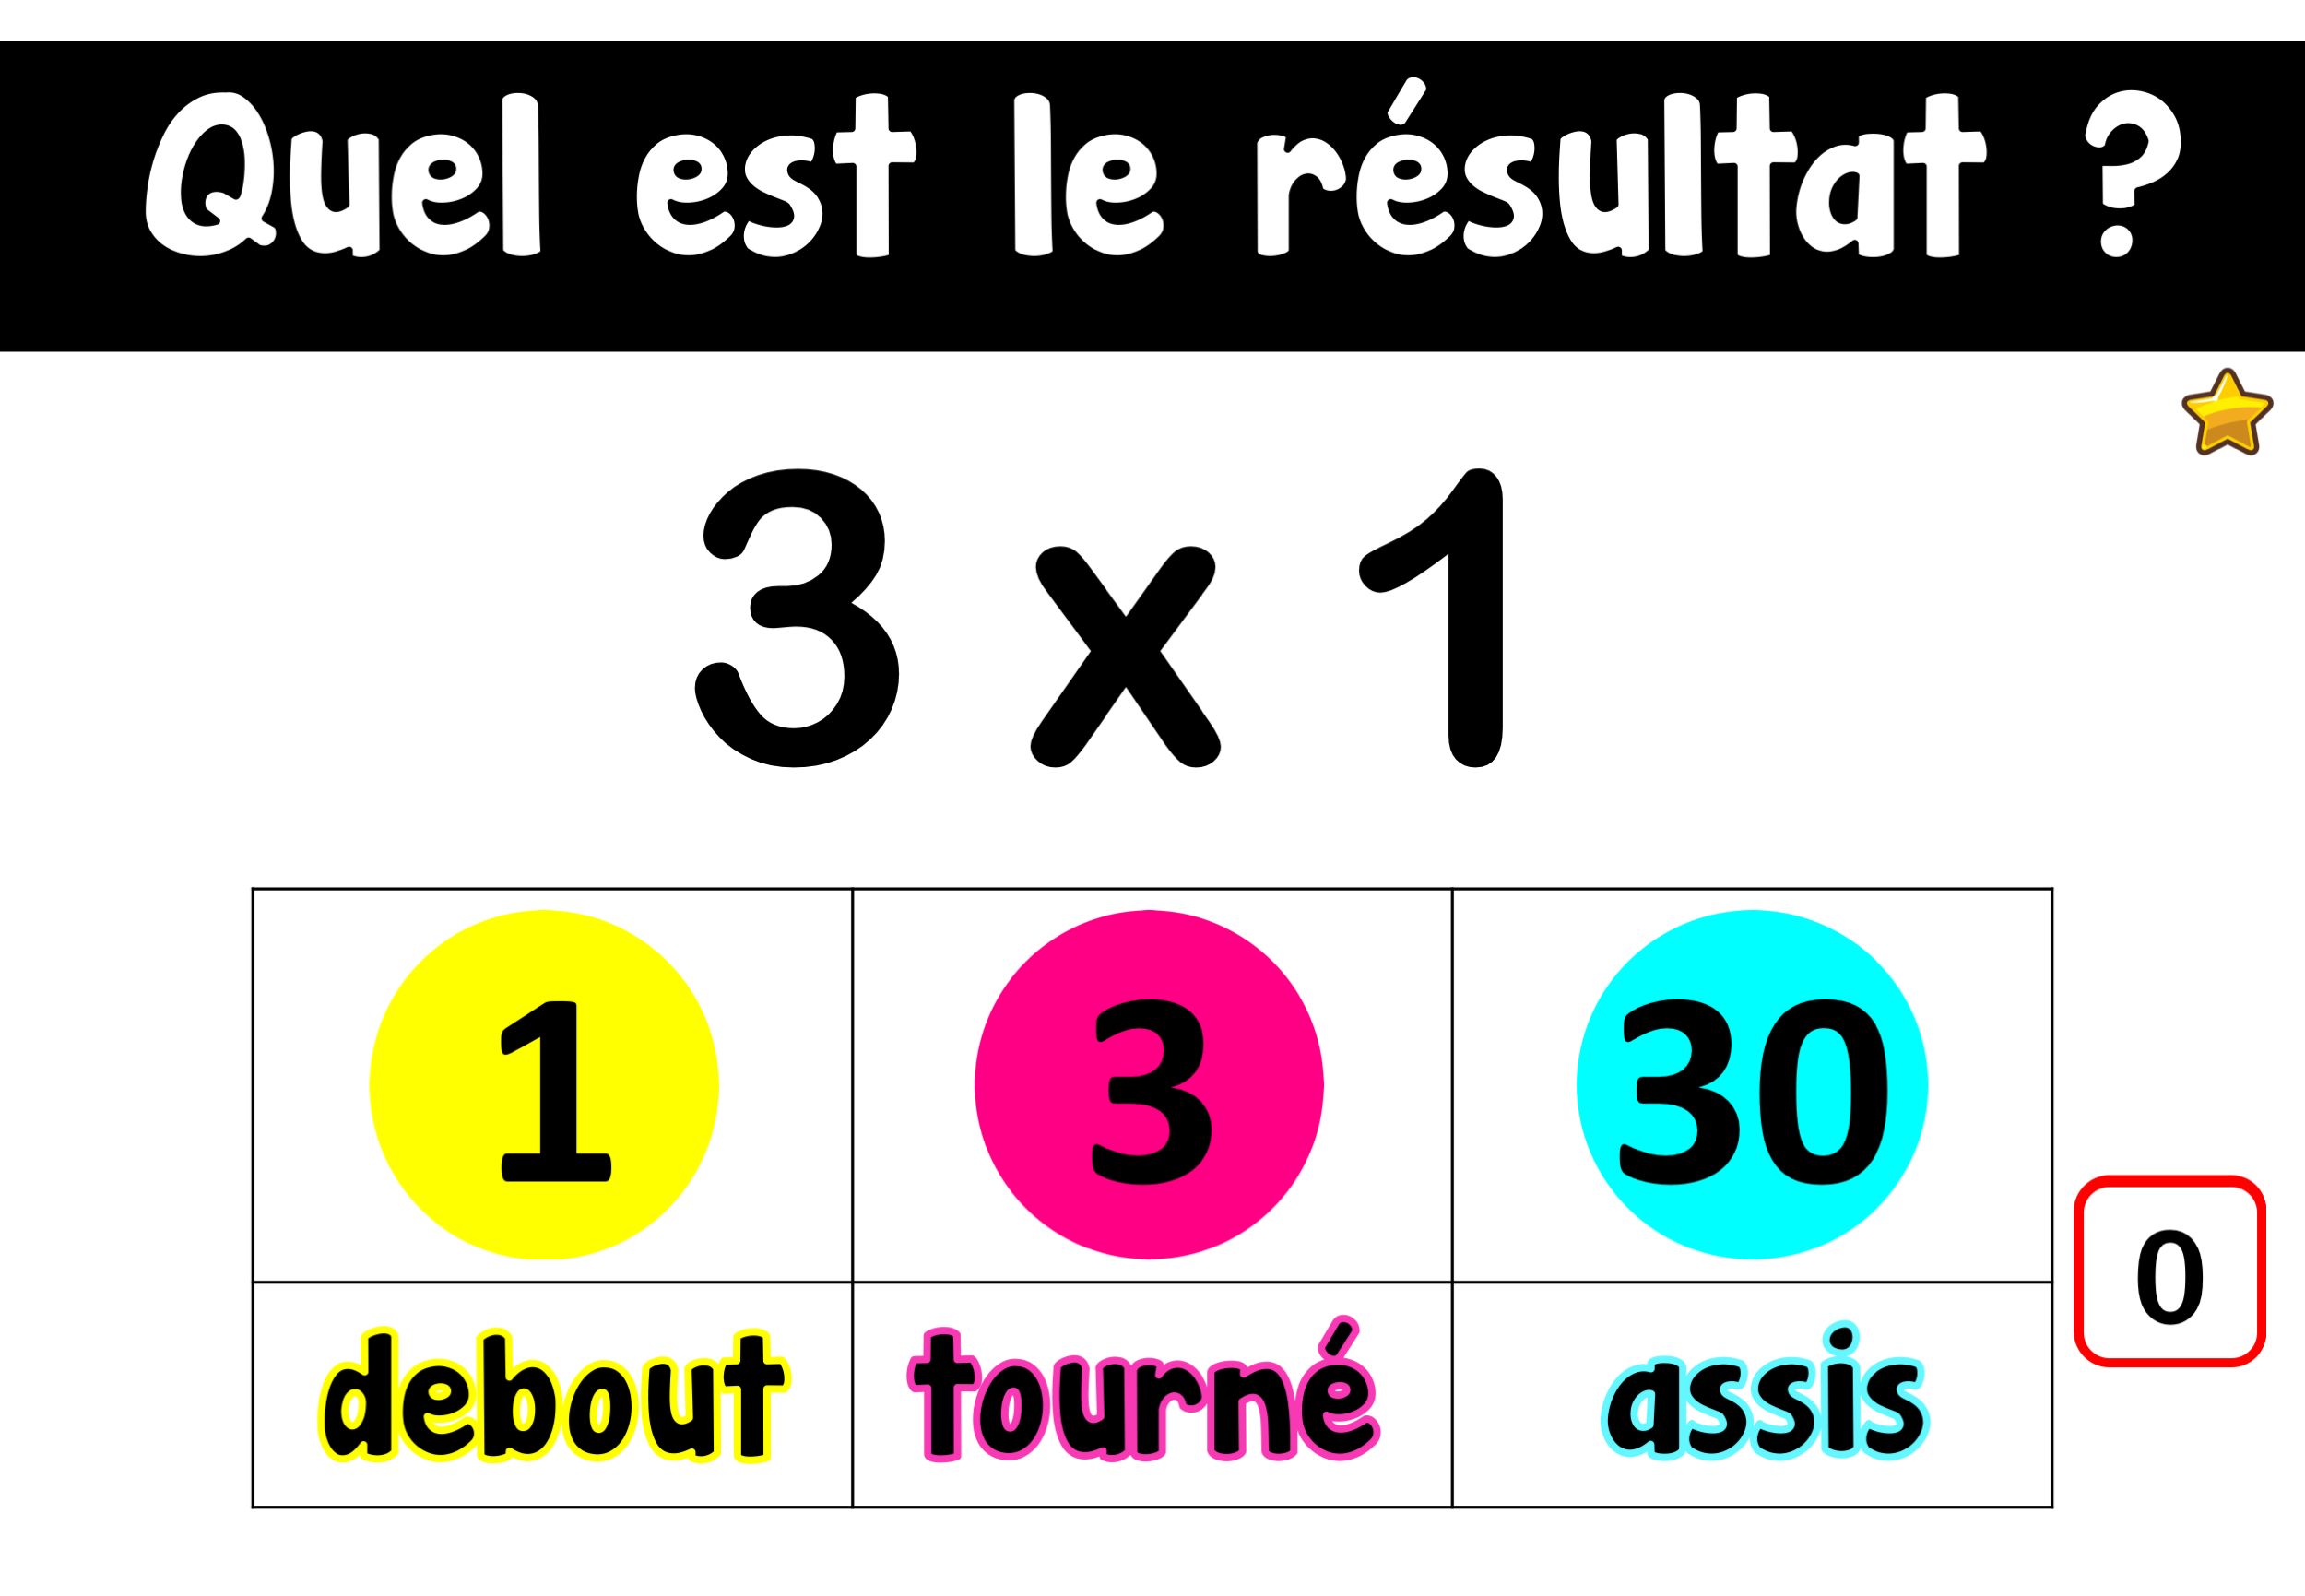 Quel est le résultat ?
3 x 1
1 3 30
0
debout tourné assis